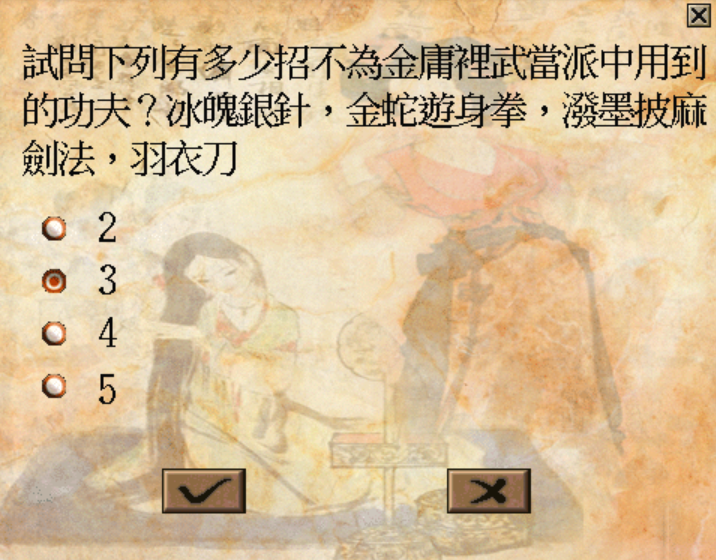 試問下列有多少招不為金庸裡武當派中用到
的功夫？冰魄銀針，金蛇遊身拳，潑墨披麻
劍法，羽衣刀
2
3
4
5